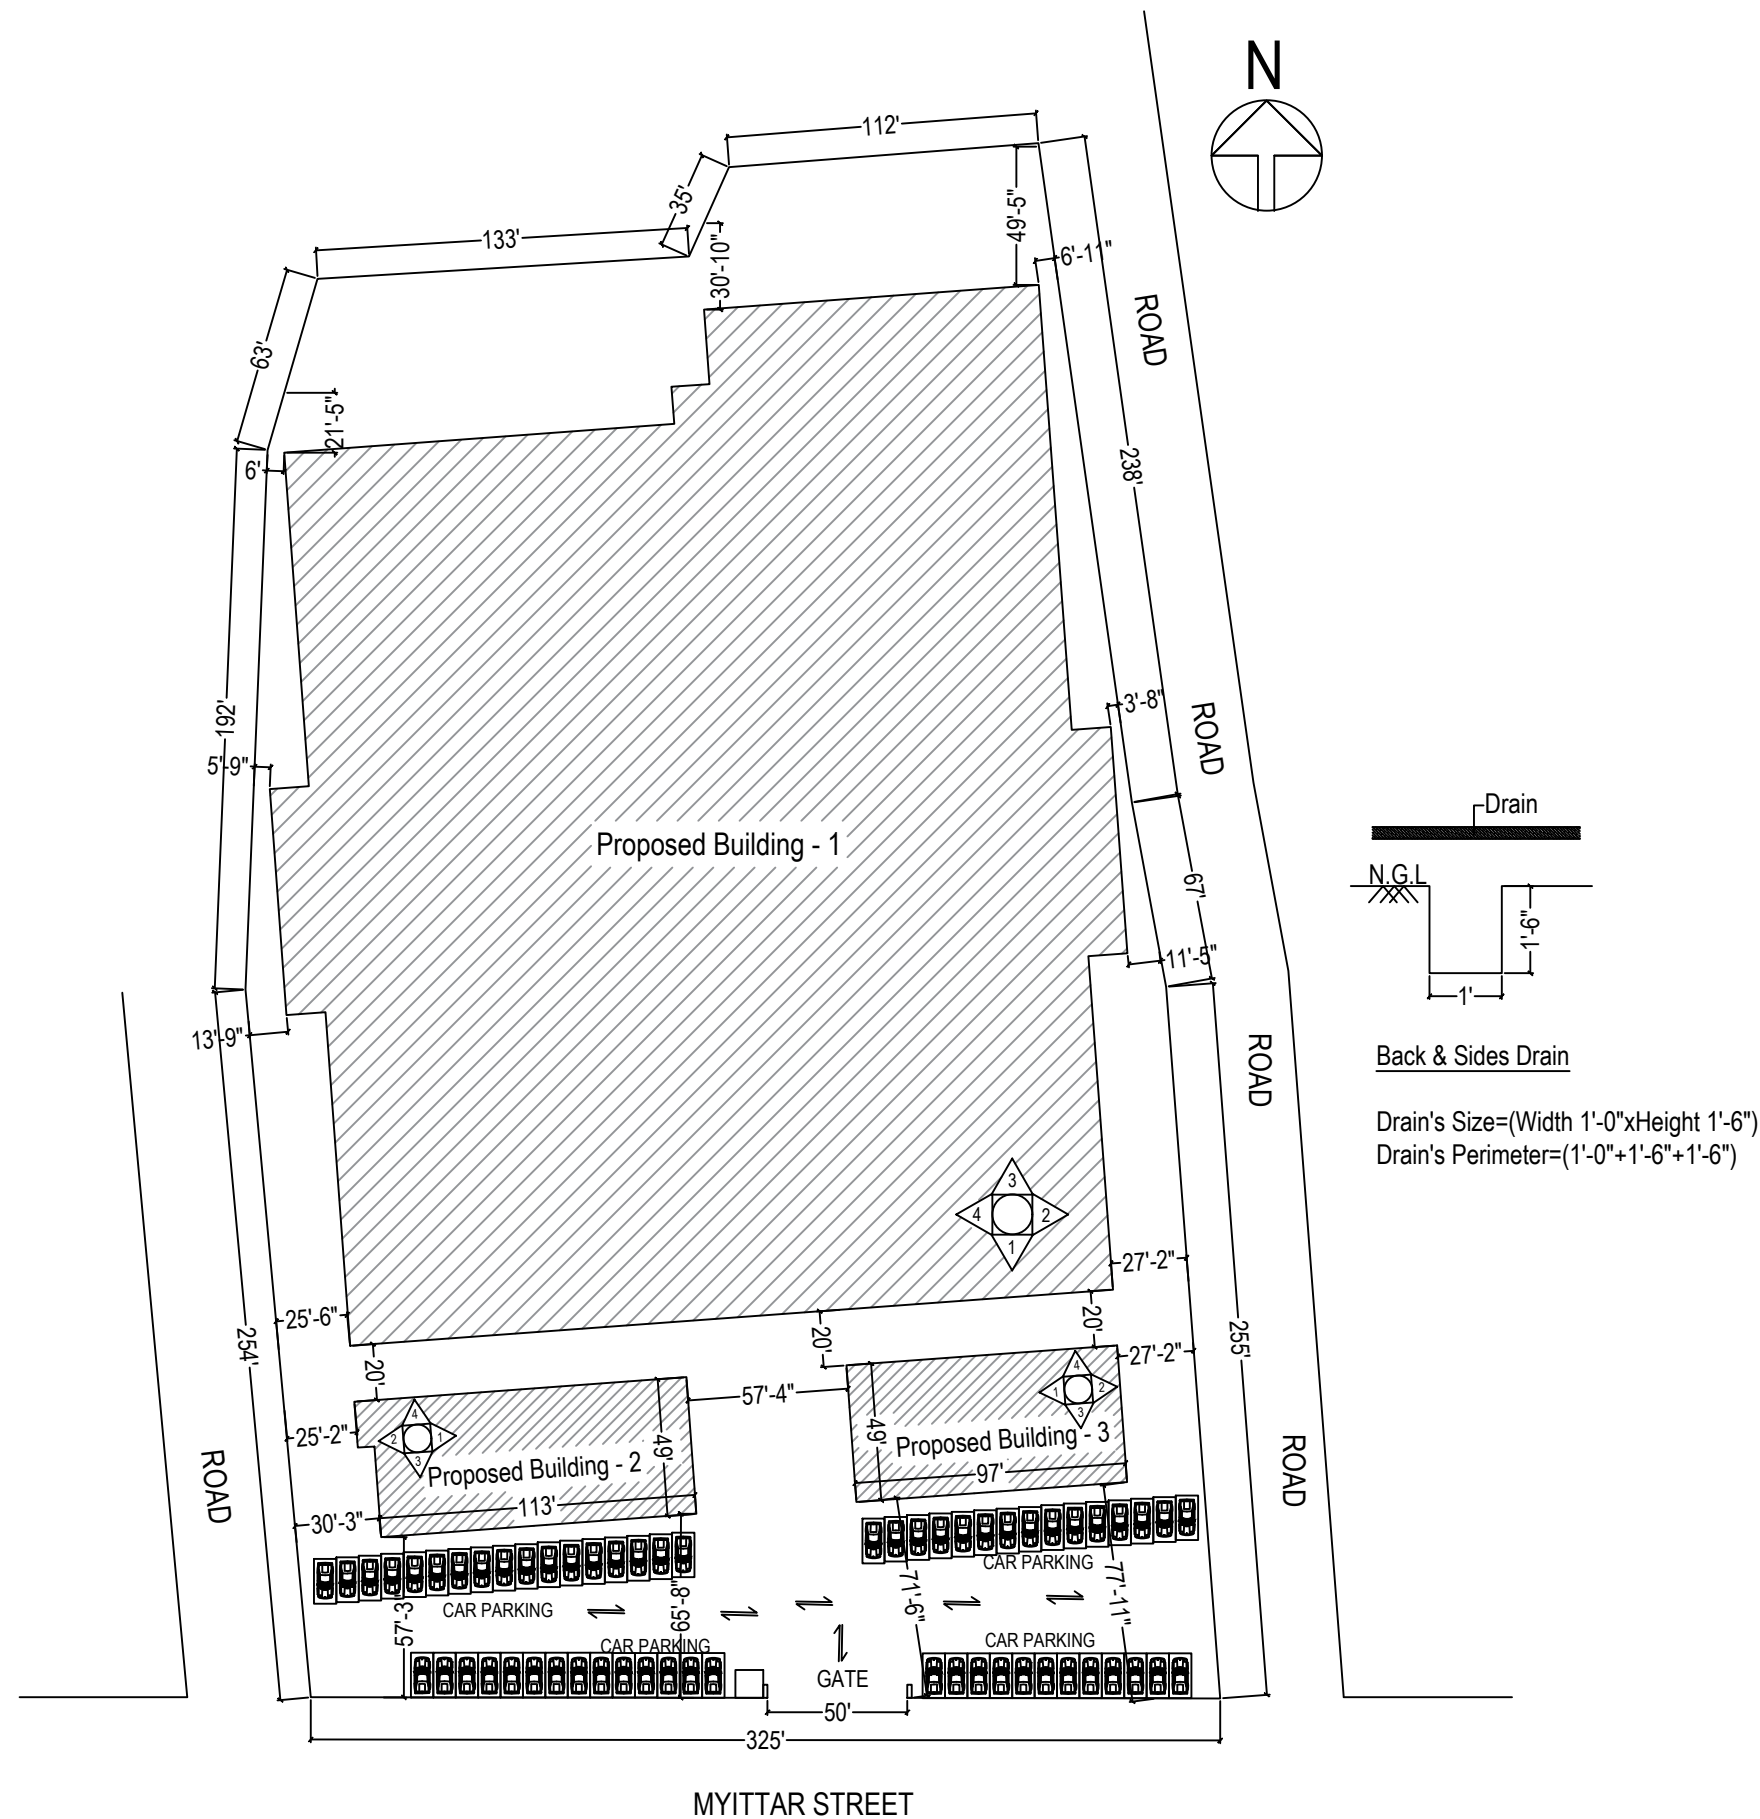 N
112'
35'
133'
49'-5"
30'-10"
6'-11"
63'
ROAD
21'-5"
6'
238'
192'
3'-8"
ROAD
5'-9"
Drain
Proposed Building - 1
67'
N.G.L
1'-6"
11'-5"
1'
13'-9"
ROAD
Back & Sides Drain
Drain's Size=(Width 1'-0"xHeight 1'-6")
Drain's Perimeter=(1'-0"+1'-6"+1'-6")
3
4
2
1
27'-2"
25'-6"
20'
20'
20'
254'
255'
27'-2"
57'-4"
4
1
2
3
4
2
1
3
25'-2"
49'
49'
Proposed Building - 3
Proposed Building - 2
97'
ROAD
ROAD
113'
30'-3"
CAR PARKING
57'-3"
65'-8"
71'-6"
77'-11"
CAR PARKING
CAR PARKING
CAR PARKING
GATE
50'
325'
MYITTAR STREET